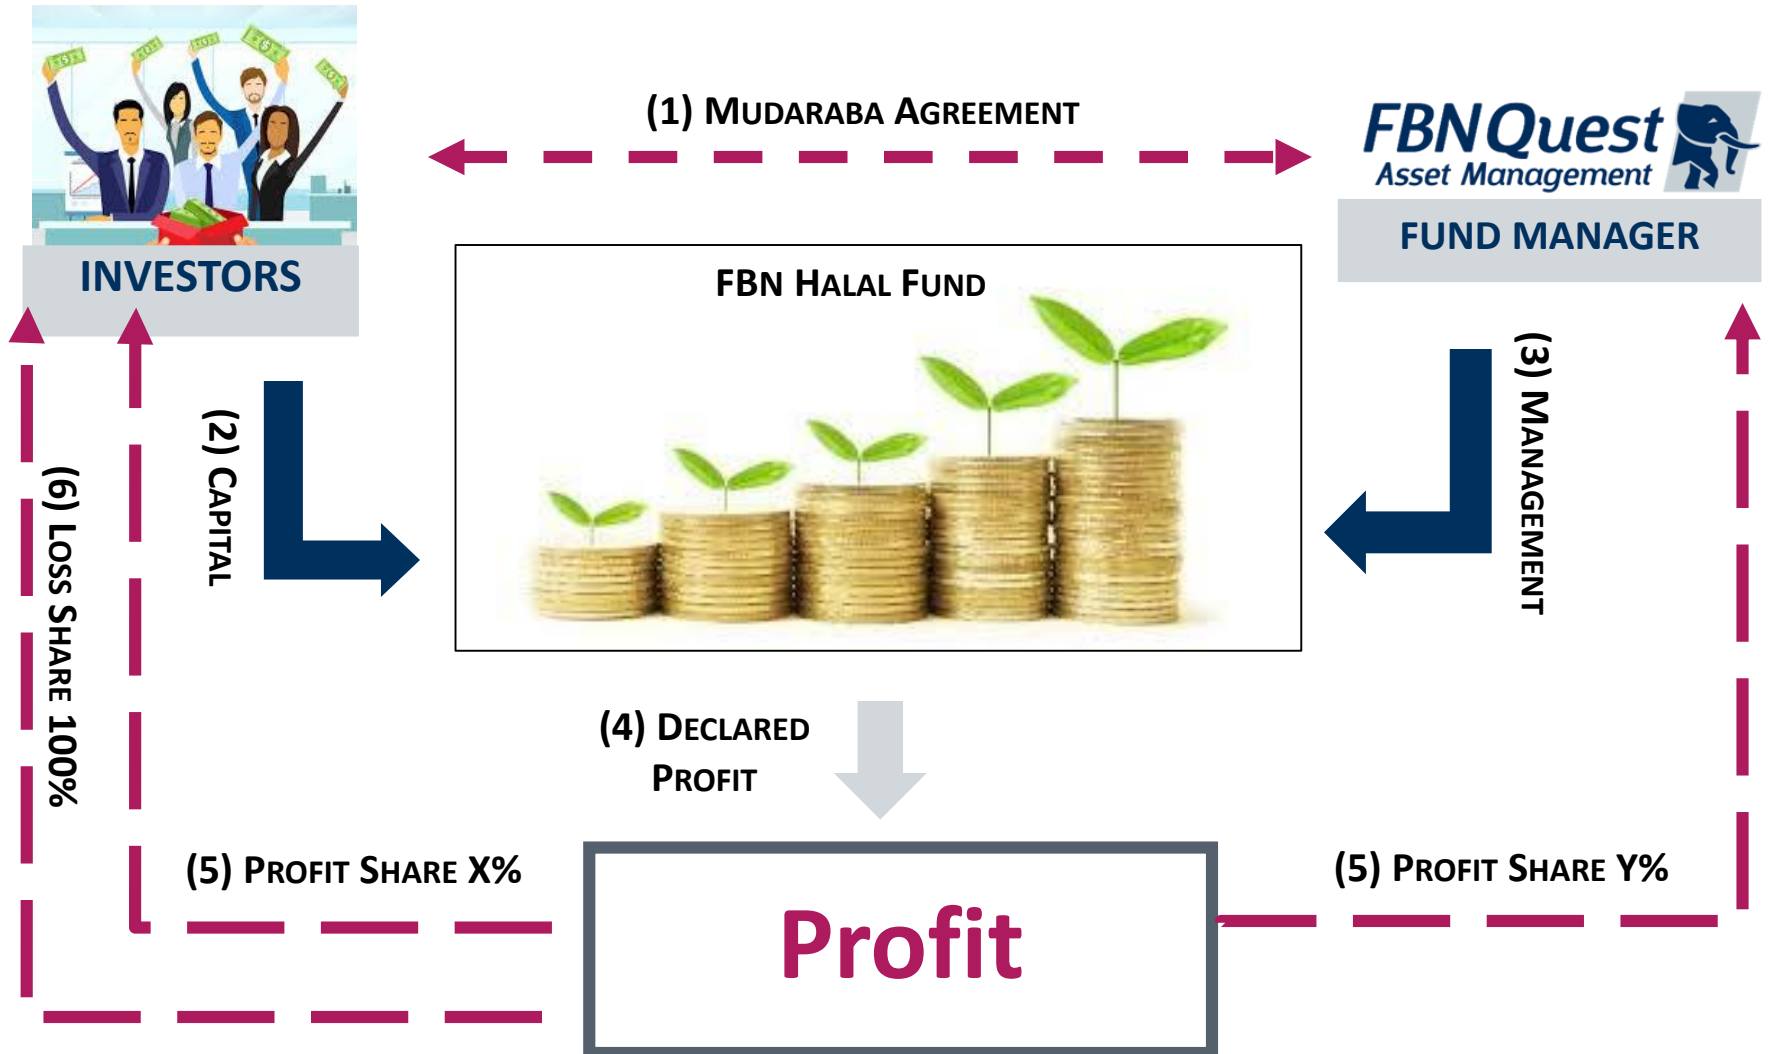 (1) MUDARABA AGREEMENT
FBNQuest
Asset Management
FUND MANAGER
INVESTORS
FBN HALAL FUND
(2) CAPITAL
(3) MANAGEMENT
(6) LOSS SHARE 100%
(4) DECLARED
PROFIT
(5) PROFIT SHARE X%
(5) PROFIT SHARE Y%
Profit